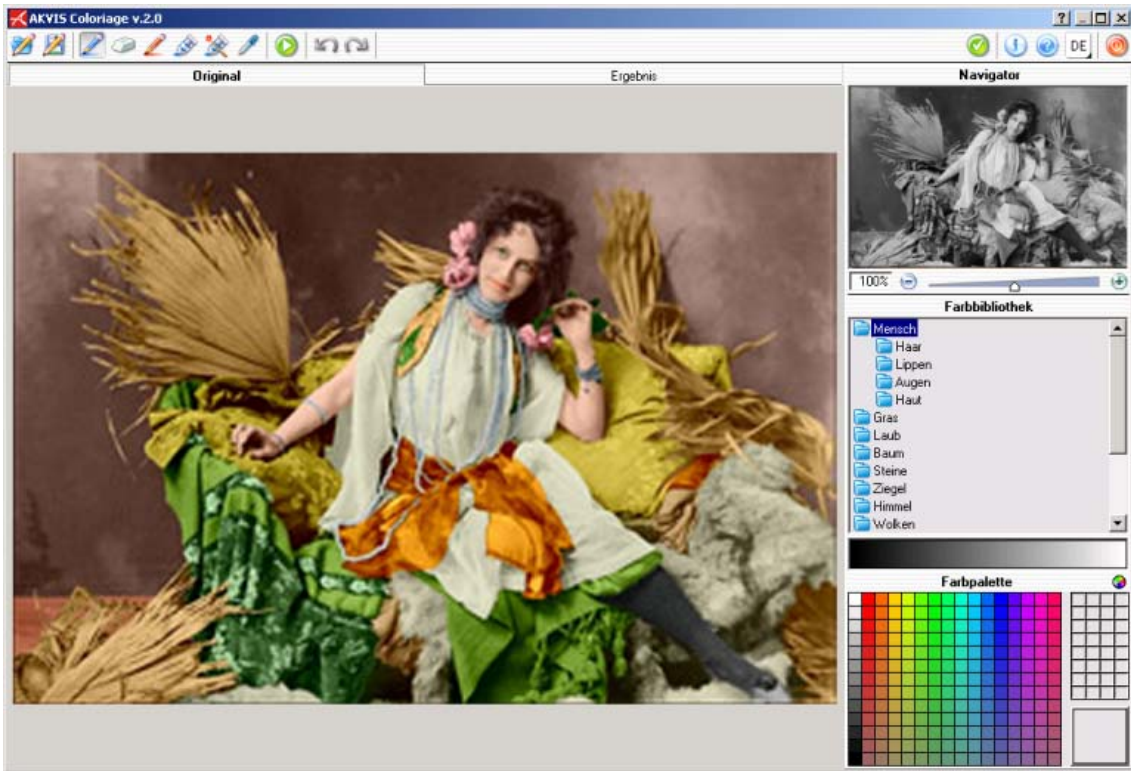 AKVIS Coloriage v.2.0
DE
Original
Ergebnis
Navigator
100%
Farbbibliothek
Mensch
Haar
Lippen
Augen
Haut
Gras
Laub
Baum
Steine
Ziegel
Himmel
Wolken
Farbpalette